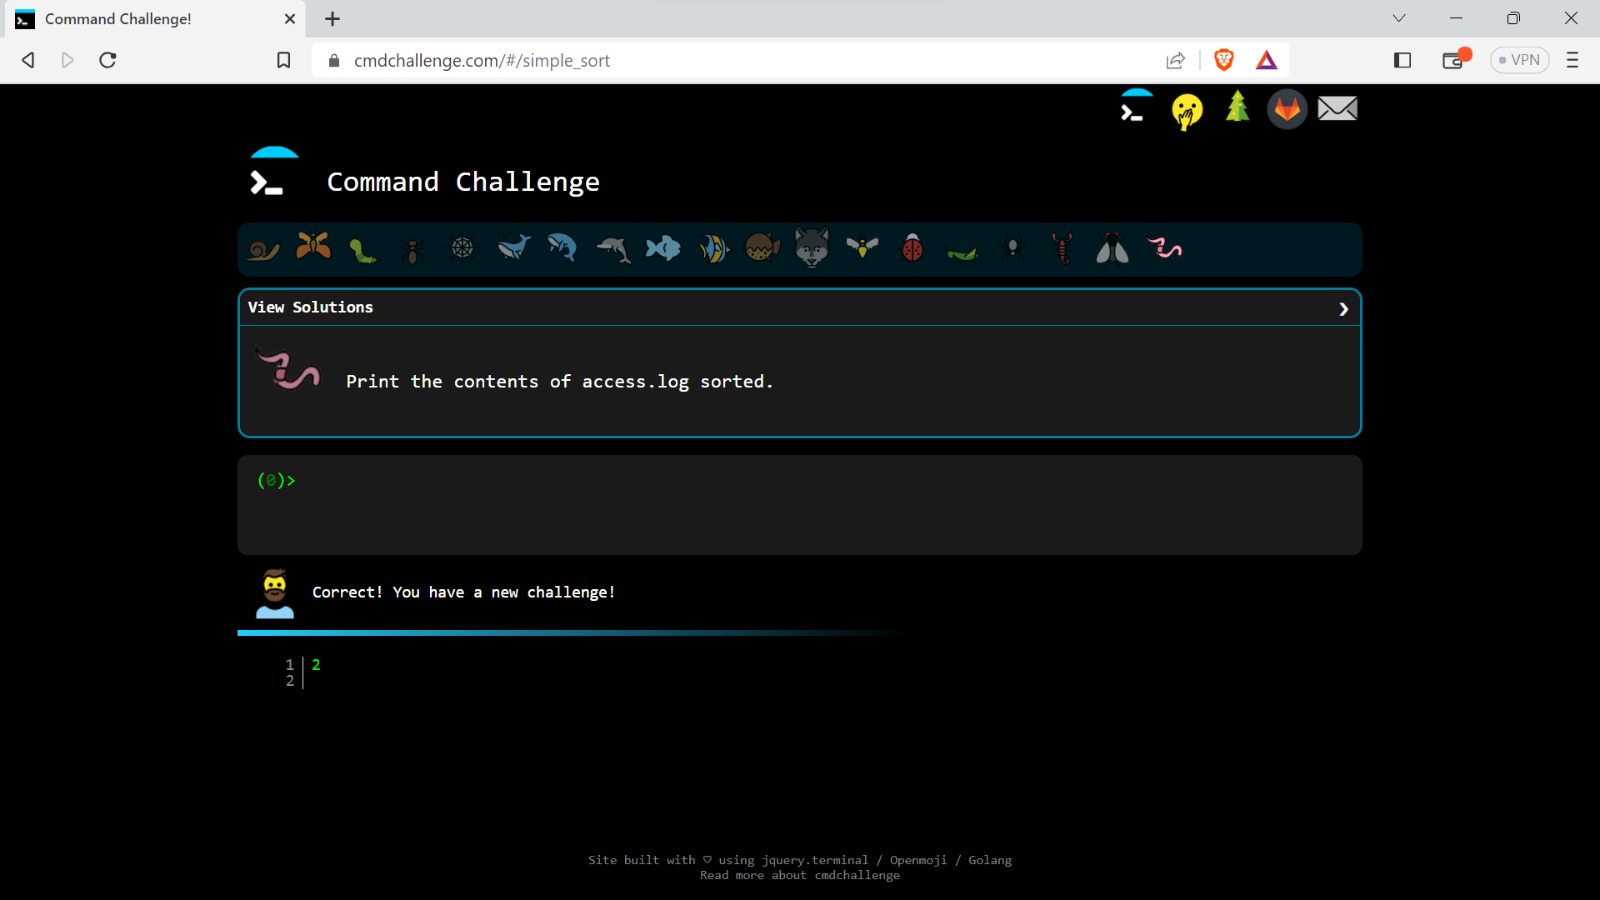 Command Challenge!
cmdchallenge.com/#/simple_sort
VPN
Command Challenge
View Solutions
Print the contents of access.log sorted.
(0)>
Correct! You have a new challenge!
1 2
2
Site built with ♡ using jquery.terminal / Openmoji / Golang
Read more about cmdchallenge